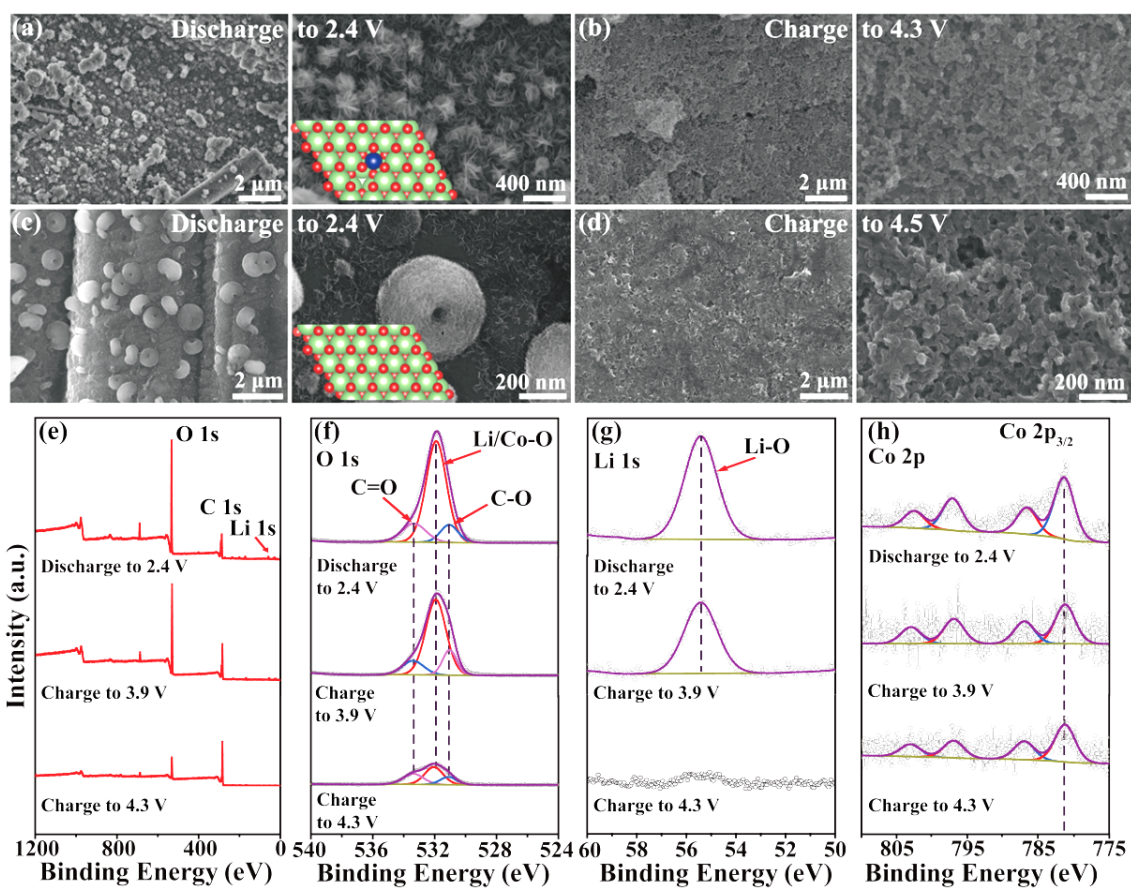 (a) Discharge to 2.4 V
2 μm
400 nm
(b) Charge to 4.3 V
2 μm
400 nm
(c) Discharge to 2.4 V
2 μm
200 nm
(d) Charge to 4.5 V
2 μm
200 nm
Intensity (a.u.)
(e)
O 1s
C 1s
Li 1s
Discharge to 2.4 V
Charge to 3.9 V
Charge to 4.3 V
1200 800 400 0
Binding Energy (eV)
(f)
O 1s
Li/Co-O
C=O
C-O
Discharge
to 2.4 V
Charge
to 3.9 V
Charge
to 4.3 V
540 536 532 528 524
Binding Energy (eV)
(g)
Li 1s
Li-O
Discharge
to 2.4 V
Charge to 3.9 V
Charge to 4.3 V
60 58 56 54 52 50
Binding Energy (eV)
(h)
Co 2p3/2
Co 2p
Discharge to 2.4 V
Charge to 3.9 V
Charge to 4.3 V
805 795 785 775
Binding Energy (eV)